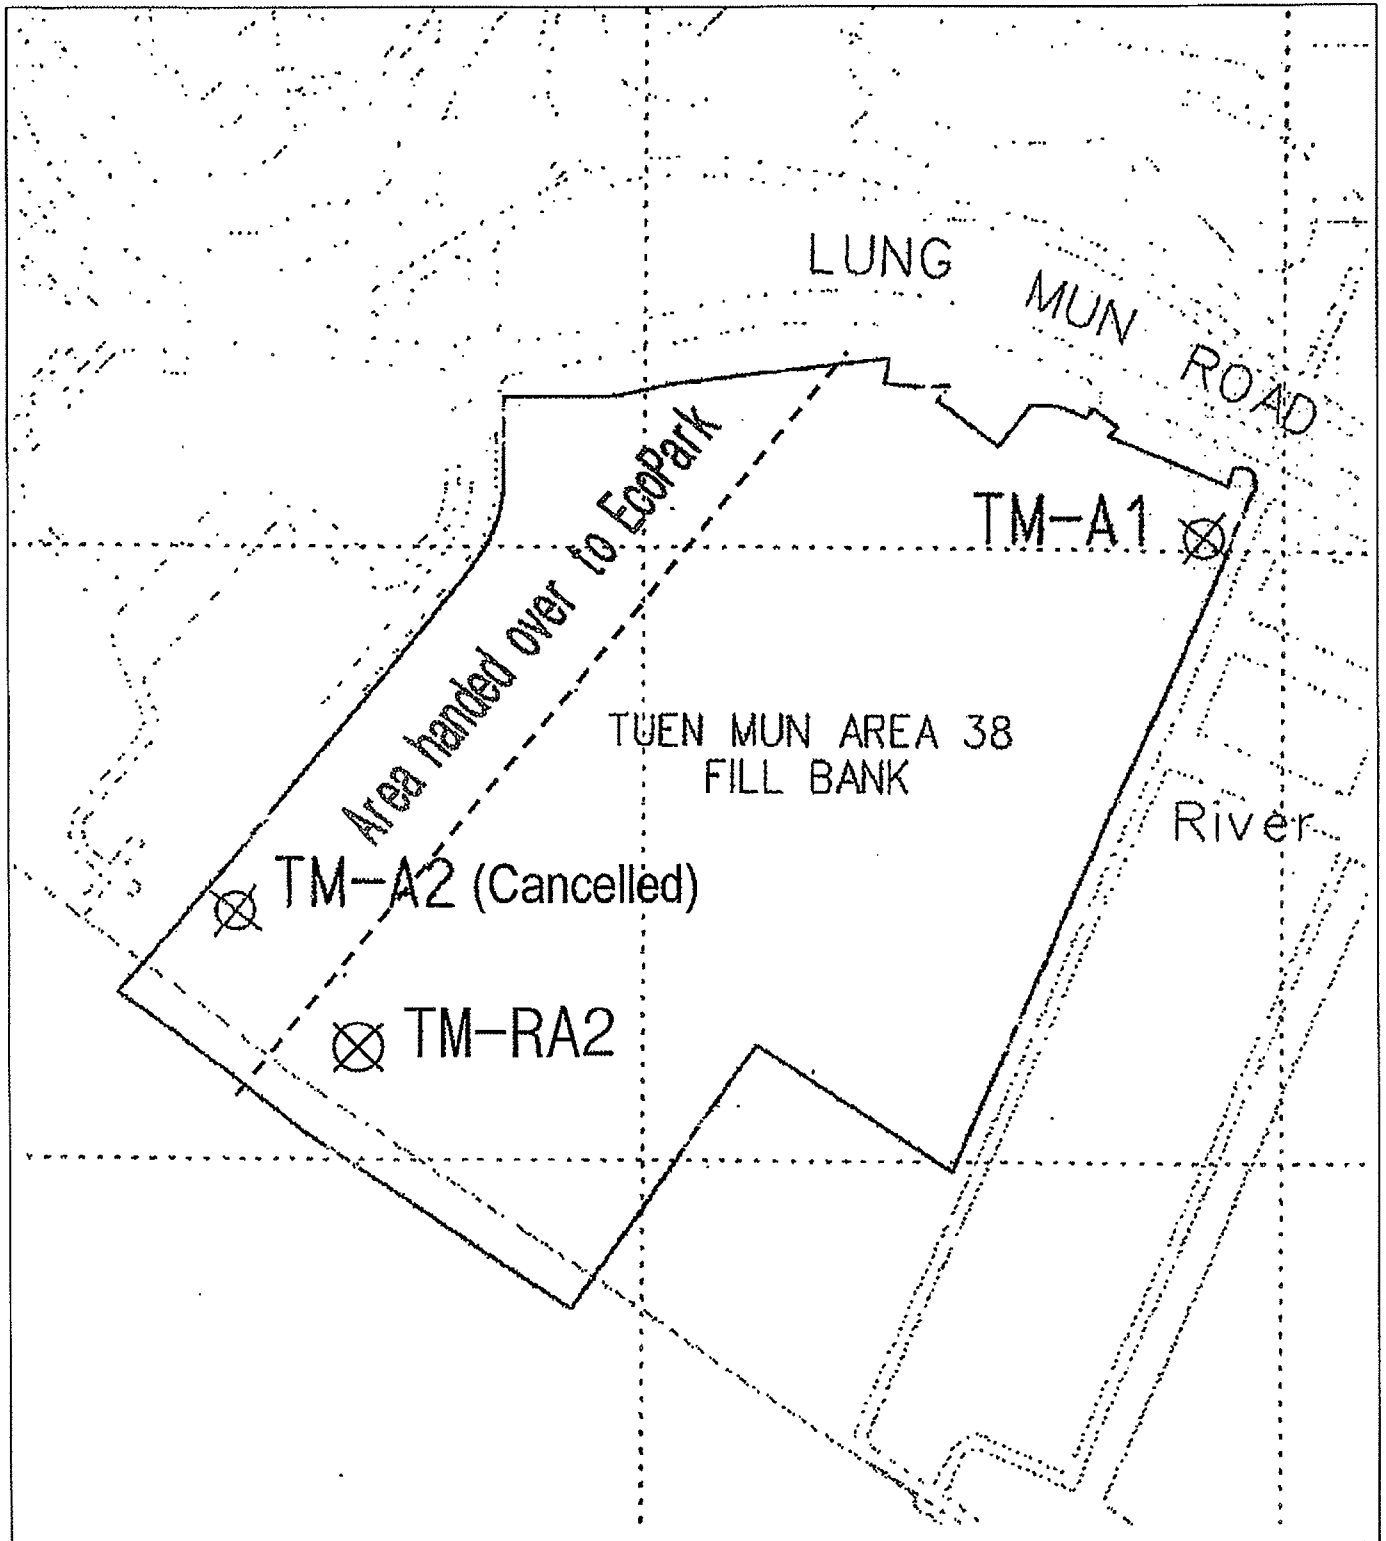 LUNG MUN ROAD
Area handed over to EcoPark
TM-A1
TUEN MUN AREA 38
FILL BANK
River
TM-A2 (Cancelled)
TM-RA2